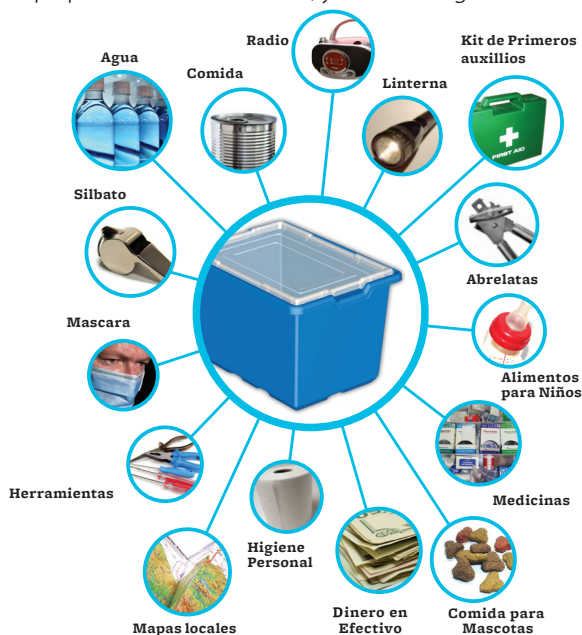 Radio
Kit de Primeros
auxillios
Agua
Comida
Linterna
FIRST AID
Silbato
Abrelatas
Mascara
Alimentos
para Niños
Herramientas
Medicinas
Higiene
Personal
Mapas locales
Dinero en
Efectivo
Comida para
Mascotas